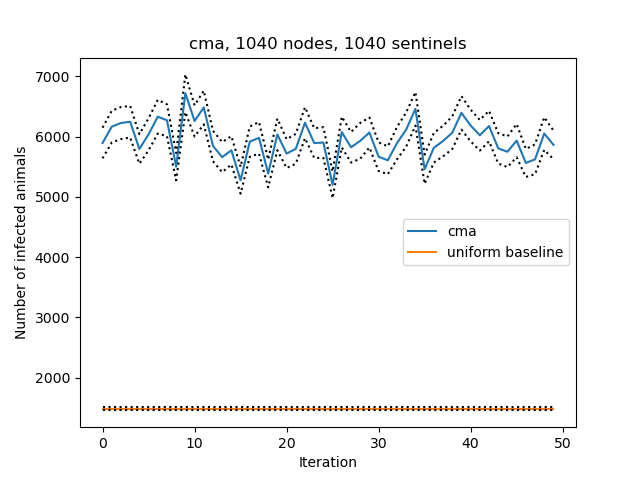 cma, 1040 nodes, 1040 sentinels
Number of infected animals
7000
6000
5000
4000
3000
2000
cma
uniform baseline
0 10 20 30 40 50
Iteration